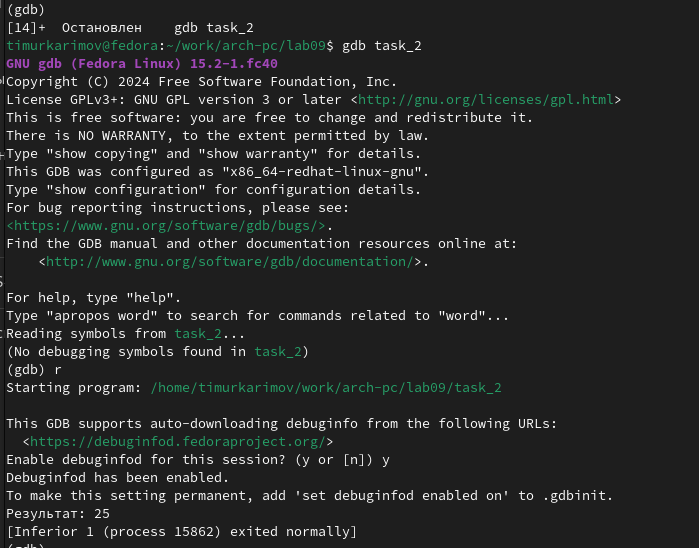 (gdb)
[14]+  Остановлен    gdb task_2
timurkarimov@fedora:~/work/arch-pc/lab09$ gdb task_2
GNU gdb (Fedora Linux) 15.2-1.fc40
Copyright (C) 2024 Free Software Foundation, Inc.
License GPLv3+: GNU GPL version 3 or later <http://gnu.org/licenses/gpl.html>
This is free software: you are free to change and redistribute it.
There is NO WARRANTY, to the extent permitted by law.
Type "show copying" and "show warranty" for details.
This GDB was configured as "x86_64-redhat-linux-gnu".
Type "show configuration" for configuration details.
For bug reporting instructions, please see:
<https://www.gnu.org/software/gdb/bugs/>.
Find the GDB manual and other documentation resources online at:
    <http://www.gnu.org/software/gdb/documentation/>.
For help, type "help".
Type "apropos word" to search for commands related to "word"...
Reading symbols from task_2...
(No debugging symbols found in task_2)
(gdb) r
Starting program: /home/timurkarimov/work/arch-pc/lab09/task_2
This GDB supports auto-downloading debuginfo from the following URLs:
  <https://debuginfod.fedoraproject.org/>
Enable debuginfod for this session? (y or [n]) y
Debuginfod has been enabled.
To make this setting permanent, add 'set debuginfod enabled on' to .gdbinit.
Результат: 25
[Inferior 1 (process 15862) exited normally]
(gdb)